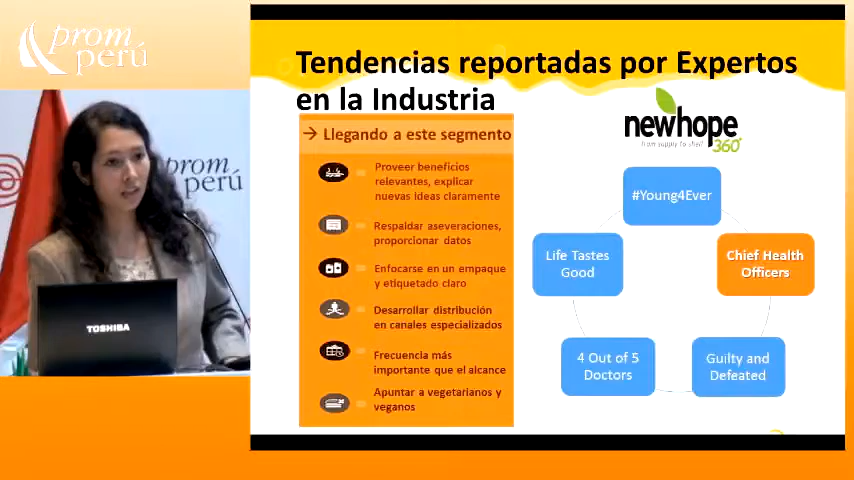 prom
perú
prom
perú
TOSHIBA
Tendencias reportadas por Expertos
en la Industria
→ Llegando a este segmento
Proveer beneficios
relevantes, explicar
nuevas ideas claramente
Respaldar aseveraciones,
proporcionar datos
Enfocarse en un empaque
y etiquetado claro
Desarrollar distribución
en canales especializados
Frecuencia más
importante que el alcance
Apuntar a vegetarianos y
veganos
newhope
from supply to shelf
360°
#Young4Ever
Life Tastes
Good
Chief Health
Officers
4 Out of 5
Doctors
Guilty and
Defeated